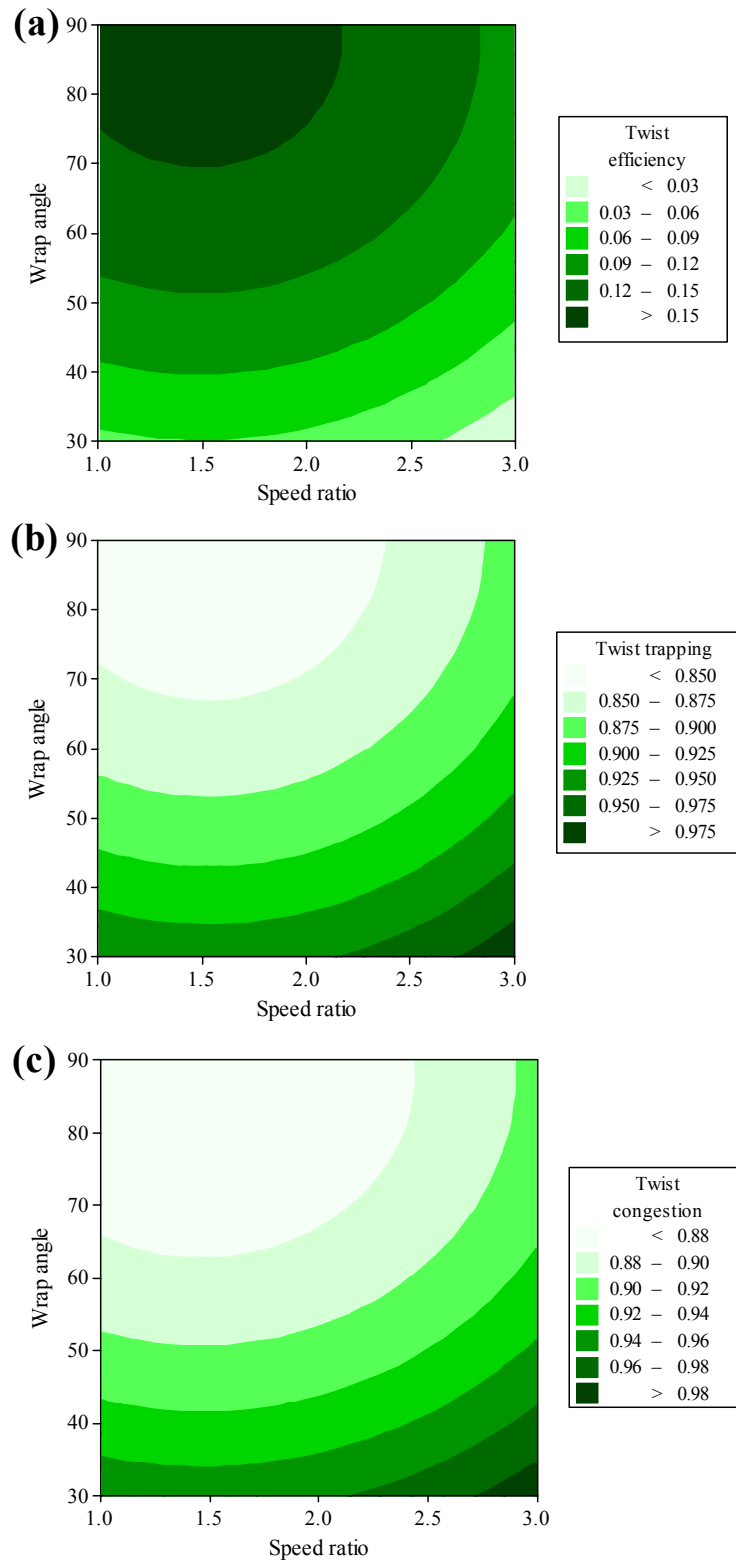 (a)
90
80
70
60
50
40
30
Wrap angle
1.0 1.5 2.0 2.5 3.0
Speed ratio
Twist
efficiency
< 0.03
0.03 – 0.06
0.06 – 0.09
0.09 – 0.12
0.12 – 0.15
> 0.15
(b)
90
80
70
60
50
40
30
Wrap angle
1.0 1.5 2.0 2.5 3.0
Speed ratio
Twist trapping
< 0.850
0.850 – 0.875
0.875 – 0.900
0.900 – 0.925
0.925 – 0.950
0.950 – 0.975
> 0.975
(c)
90
80
70
60
50
40
30
Wrap angle
1.0 1.5 2.0 2.5 3.0
Speed ratio
Twist
congestion
< 0.88
0.88 – 0.90
0.90 – 0.92
0.92 – 0.94
0.94 – 0.96
0.96 – 0.98
> 0.98